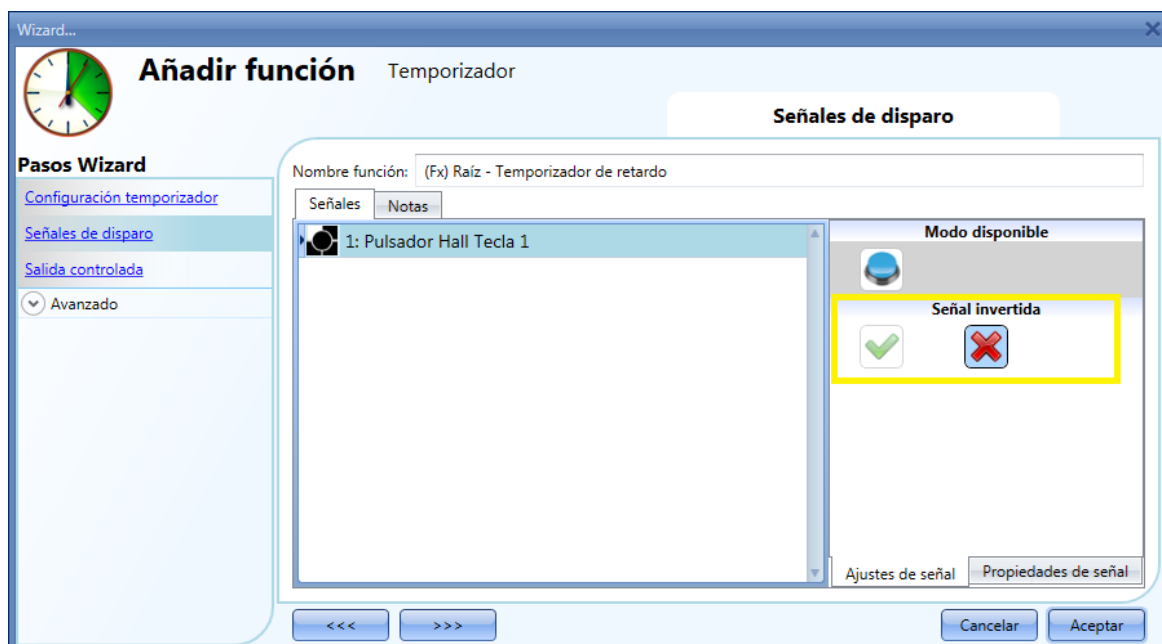 Wizard...
Añadir función Temporizador
Señales de disparo
Pasos Wizard
Configuración temporizador
Señales de disparo
Salida controlada
Avanzado
Nombre función: (Fx) Raíz - Temporizador de retardo
Señales Notas
1: Pulsador Hall Tecla 1
Modo disponible
Señal invertida
Ajustes de señal Propiedades de señal
<<< >>> Cancelar Aceptar